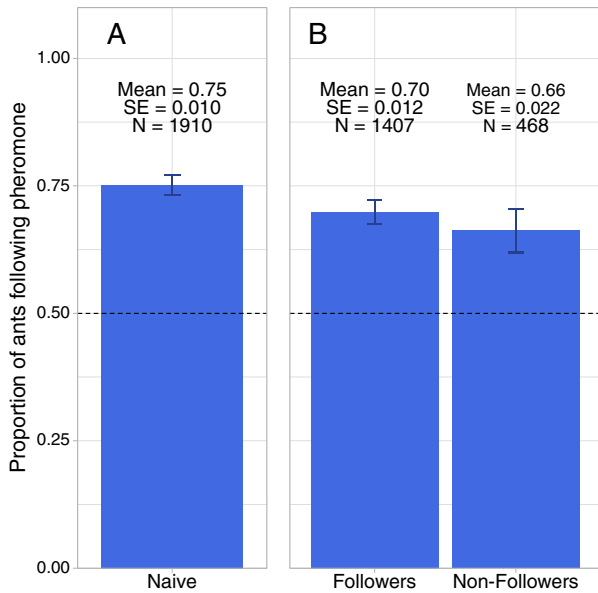 A
B
Proportion of ants following pheromone
1.00
0.75
0.50
0.25
0.00
Mean = 0.75
SE = 0.010
N = 1910
Mean = 0.70
SE = 0.012
N = 1407
Mean = 0.66
SE = 0.022
N = 468
Naive
Followers
Non-Followers